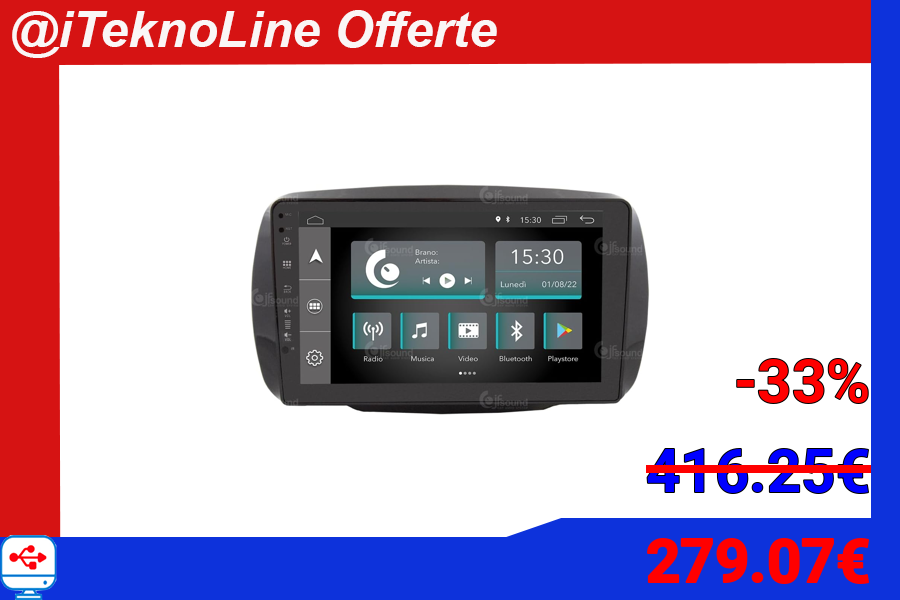 @iTeknoLine Offerte
jfsound
15:30
Brano:
Artista:
15:30
Lunedì 01/08/22
Radio Musica Video Bluetooth Playstore
-33%
416.25€
279.07€